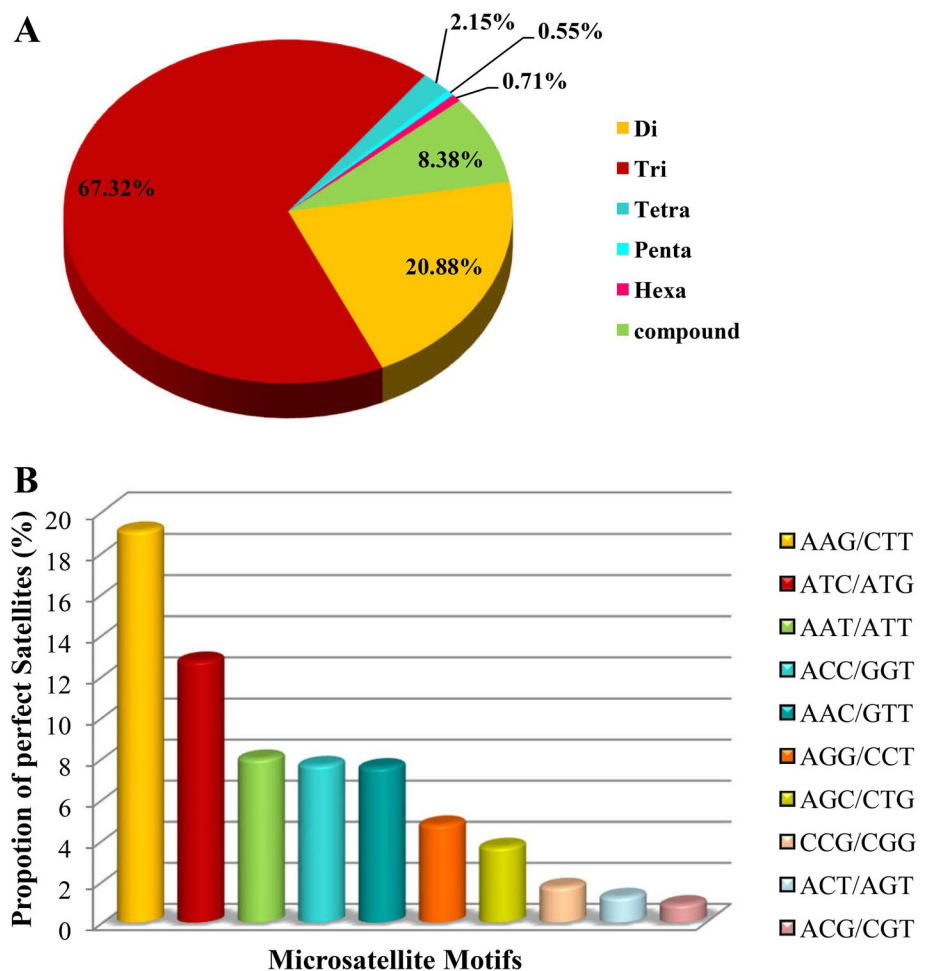 A
2.15%
0.55%
0.71%
8.38%
67.32%
20.88%
Di
Tri
Tetra
Penta
Hexa
compound
B
Propotion of perfect Satellites (%)
20
18
16
14
12
10
8
6
4
2
0
Microsatellite Motifs
AAG/CTT
ATC/ATG
AAT/ATT
ACC/GGT
AAC/GTT
AGG/CCT
AGC/CTG
CCG/CGG
ACT/AGT
ACG/CGT